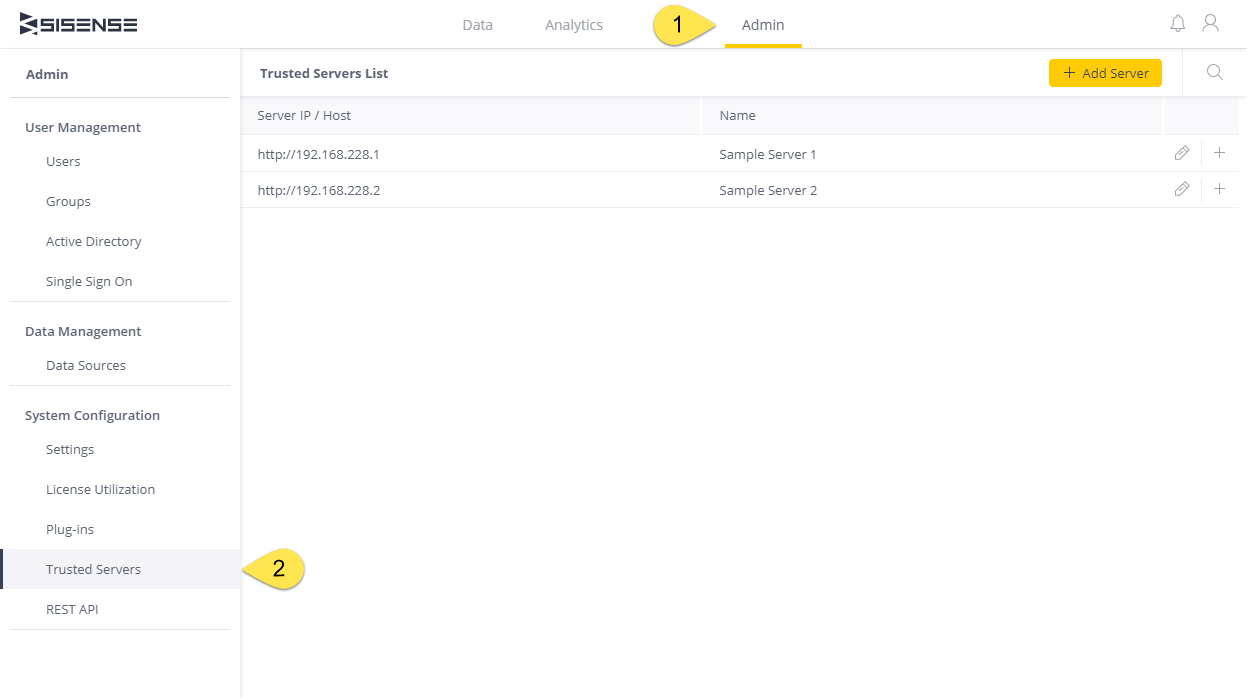 SISENSE
Data
Analytics
1
Admin
Admin
User Management
Users
Groups
Active Directory
Single Sign On
Data Management
Data Sources
System Configuration
Settings
License Utilization
Plug-ins
Trusted Servers
2
REST API
Trusted Servers List
+ Add Server
Server IP / Host Name
http://192.168.228.1 Sample Server 1
http://192.168.228.2 Sample Server 2